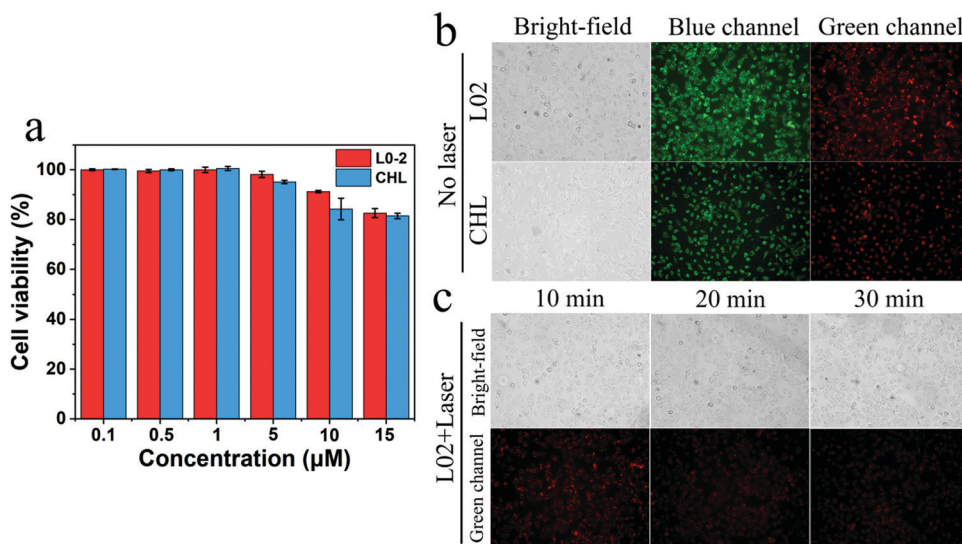 a
Cell viability (%)
100
80
60
40
20
0
L0-2
CHL
0.1 0.5 1 5 10 15
Concentration (µM)
b
Bright-field Blue channel Green channel
No laser
L02
CHL
c
10 min 20 min 30 min
L02+Laser
Bright-field
Green channel